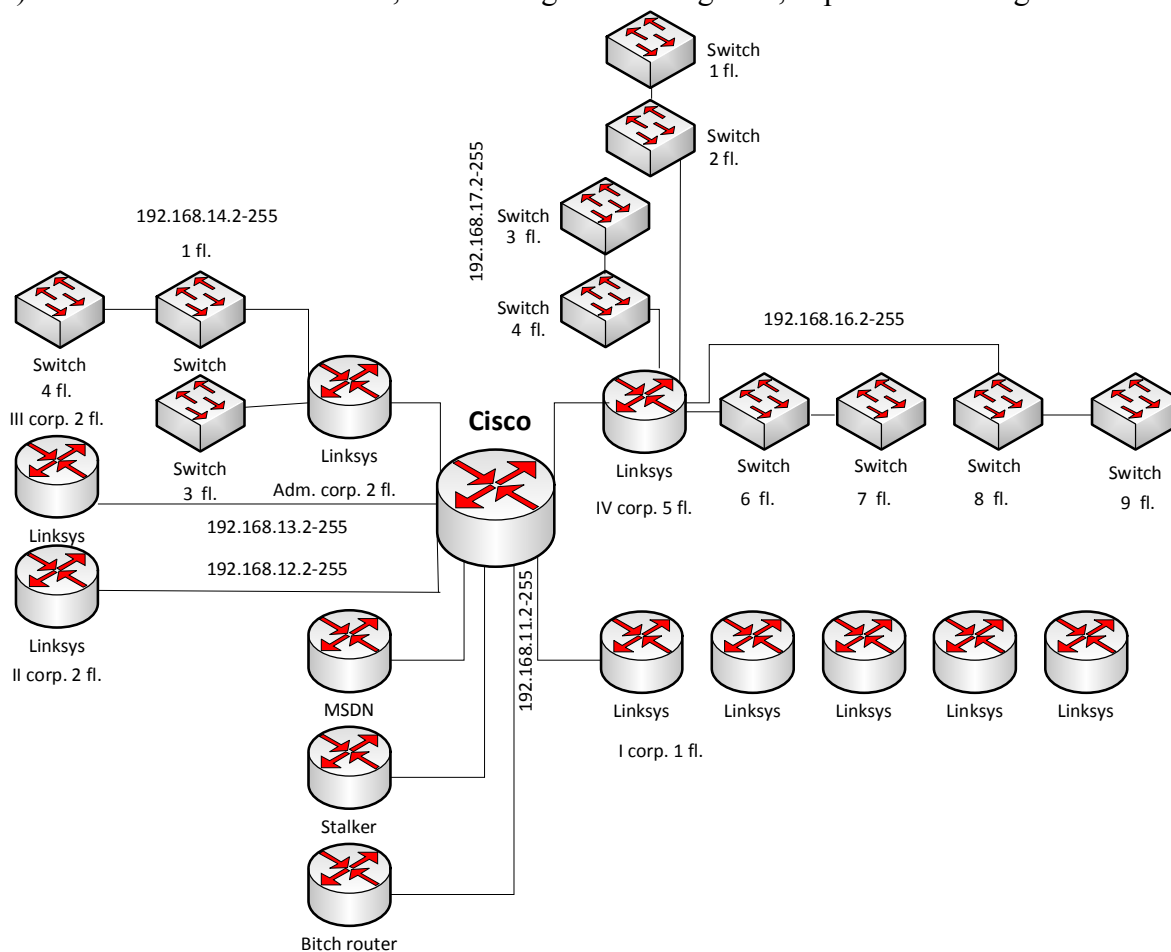 Switch
1 fl.
Switch
2 fl.
192.168.17.2-255
Switch
3 fl.
Switch
4 fl.
192.168.14.2-255
1 fl.
192.168.16.2-255
Switch
4 fl.
Switch
III corp. 2 fl.
Switch
3 fl.
Linksys
Adm. corp. 2 fl.
Cisco
Linksys
IV corp. 5 fl.
Switch
6 fl.
Switch
7 fl.
Switch
8 fl.
Switch
9 fl.
Linksys
192.168.13.2-255
192.168.12.2-255
Linksys
II corp. 2 fl.
192.168.11.2-255
MSDN
Linksys
Linksys
Linksys
Linksys
Linksys
I corp. 1 fl.
Stalker
Bitch router